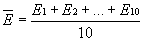 E̅ = (E₁ + E₂ + ... + E₁₀) / 10